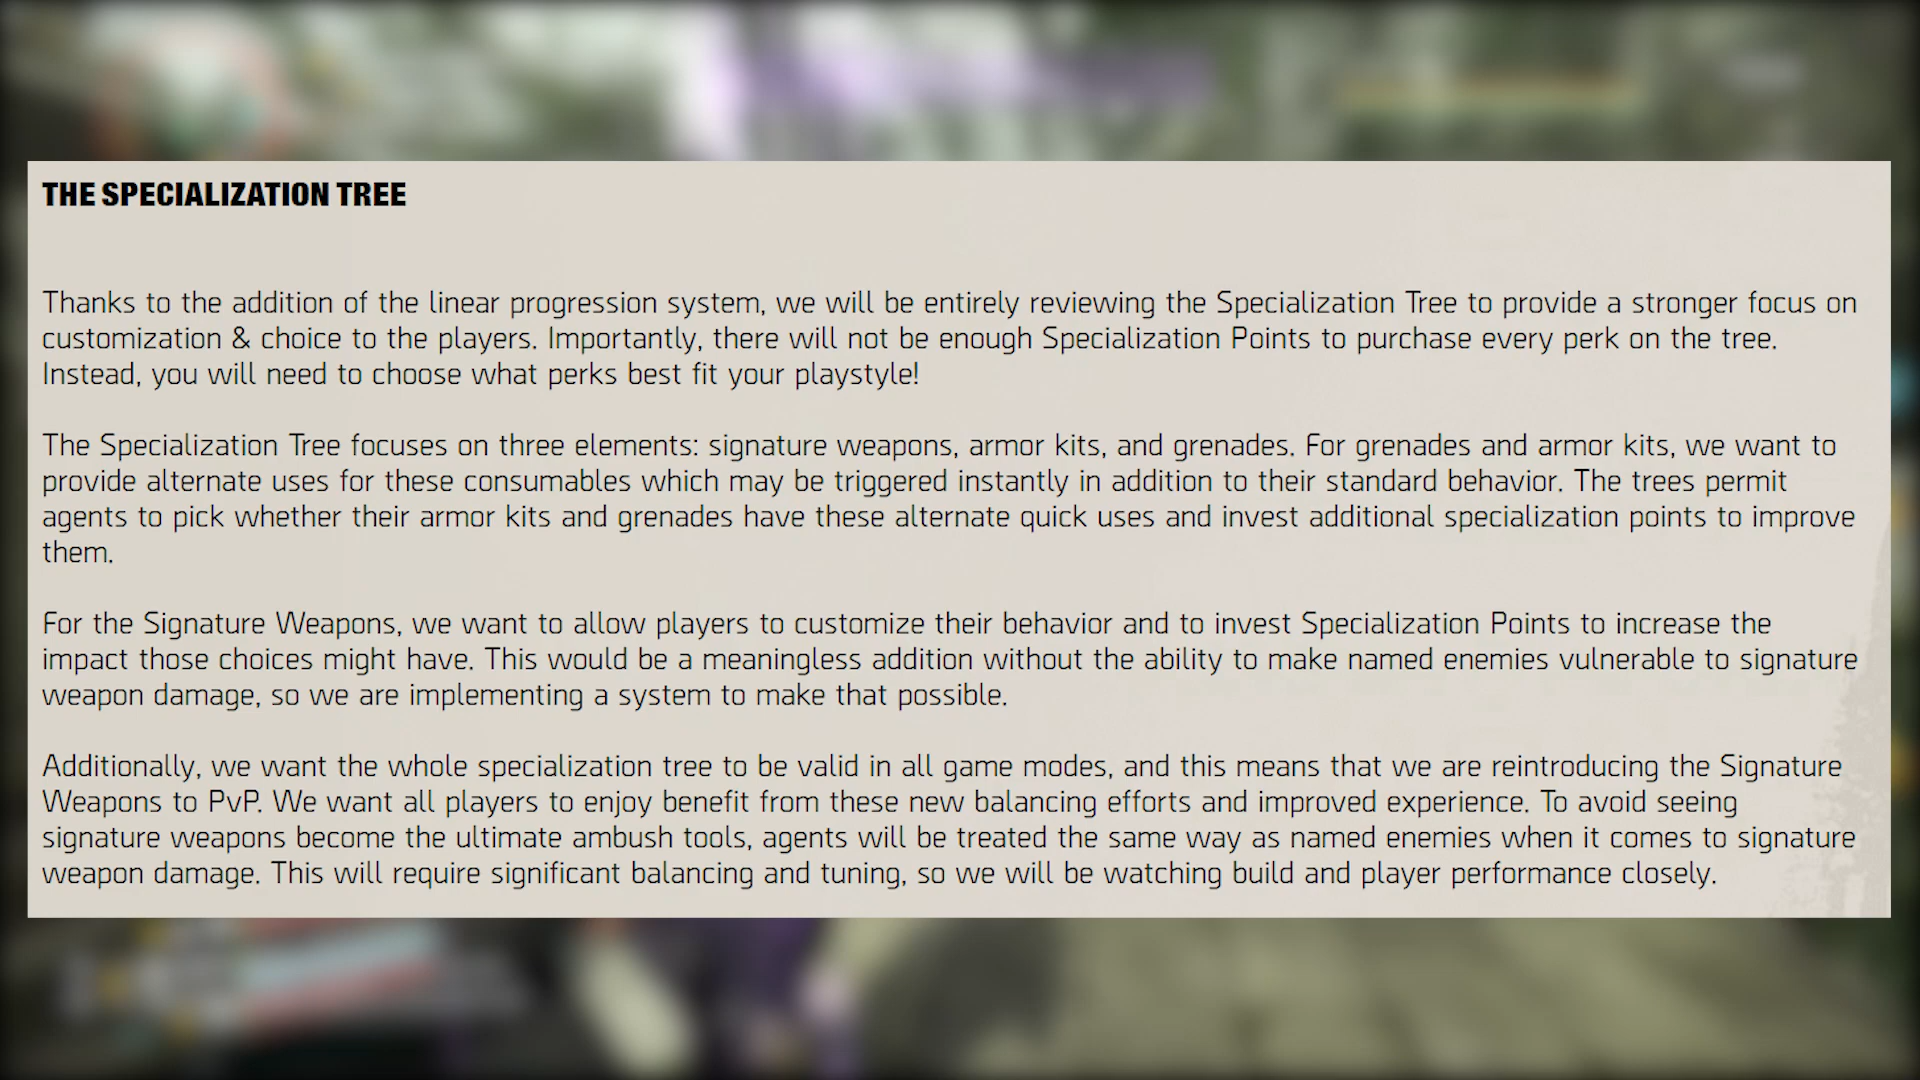 THE SPECIALIZATION TREE
Thanks to the addition of the linear progression system, we will be entirely reviewing the Specialization Tree to provide a stronger focus on
customization & choice to the players. Importantly, there will not be enough Specialization Points to purchase every perk on the tree.
Instead, you will need to choose what perks best fit your playstyle!
The Specialization Tree focuses on three elements: signature weapons, armor kits, and grenades. For grenades and armor kits, we want to
provide alternate uses for these consumables which may be triggered instantly in addition to their standard behavior. The trees permit
agents to pick whether their armor kits and grenades have these alternate quick uses and invest additional specialization points to improve
them.
For the Signature Weapons, we want to allow players to customize their behavior and to invest Specialization Points to increase the
impact those choices might have. This would be a meaningless addition without the ability to make named enemies vulnerable to signature
weapon damage, so we are implementing a system to make that possible.
Additionally, we want the whole specialization tree to be valid in all game modes, and this means that we are reintroducing the Signature
Weapons to PvP. We want all players to enjoy benefit from these new balancing efforts and improved experience. To avoid seeing
signature weapons become the ultimate ambush tools, agents will be treated the same way as named enemies when it comes to signature
weapon damage. This will require significant balancing and tuning, so we will be watching build and player performance closely.